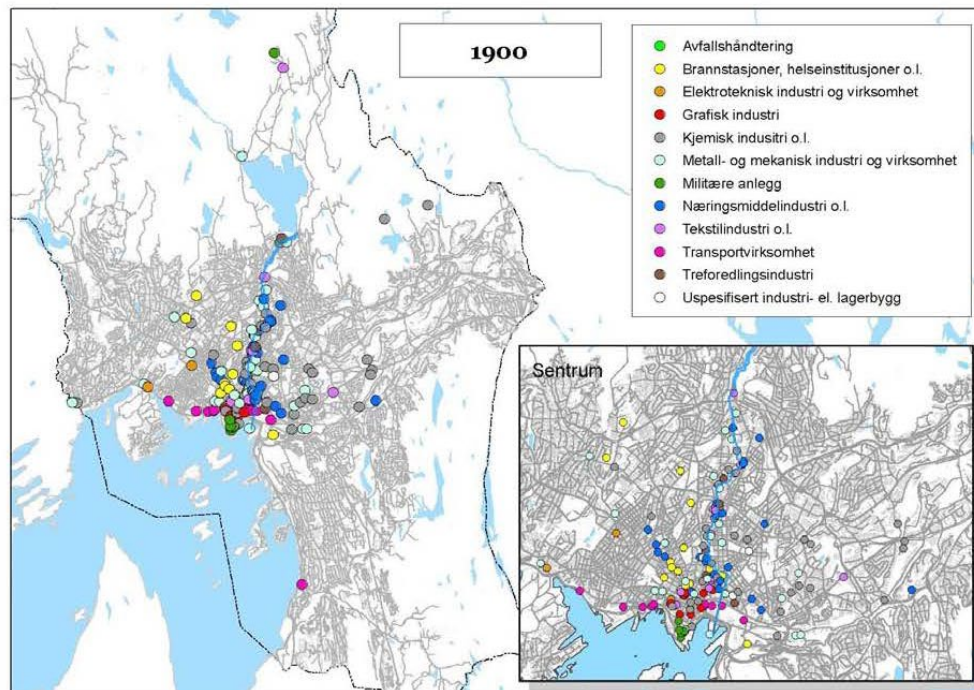 1900
Avfallshåndtering
Brannstasjoner, helseinstitusjoner o.l.
Elektroteknisk industri og virksomhet
Grafisk industri
Kjemisk indusitri o.l.
Metall- og mekanisk industri og virksomhet
Militære anlegg
Næringsmiddelindustri o.l.
Tekstilindustri o.l.
Transportvirksomhet
Treforedlingsindustri
Uspesifisert industri- el. lagerbygg
Sentrum